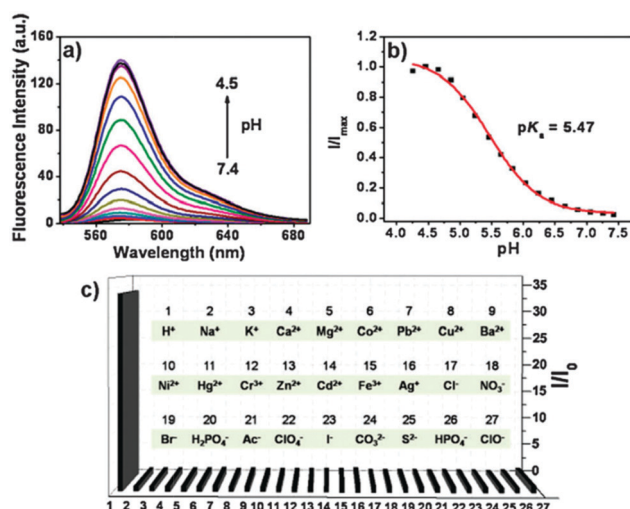 a)
Fluorescence Intensity (a.u.)
160
120
80
40
0
4.5
pH
7.4
560 600 640 680
Wavelength (nm)
b)
I/Imax
1.0
0.8
0.6
0.4
0.2
0.0
pKa = 5.47
4.0 4.5 5.0 5.5 6.0 6.5 7.0 7.5
pH
c)
1 2 3 4 5 6 7 8 9
H⁺ Na⁺ K⁺ Ca²⁺ Mg²⁺ Co²⁺ Pb²⁺ Cu²⁺ Ba²⁺
10 11 12 13 14 15 16 17 18
Ni²⁺ Hg²⁺ Cr³⁺ Zn²⁺ Cd²⁺ Fe³⁺ Ag⁺ Cl⁻ NO₃⁻
19 20 21 22 23 24 25 26 27
Br⁻ H₂PO₄⁻ Ac⁻ ClO₄⁻ I⁻ CO₃²⁻ S²⁻ HPO₄⁻ ClO⁻
35
30
25
20
15
10
5
0
I/I₀
1 2 3 4 5 6 7 8 9 10 11 12 13 14 15 16 17 18 19 20 21 22 23 24 25 26 27